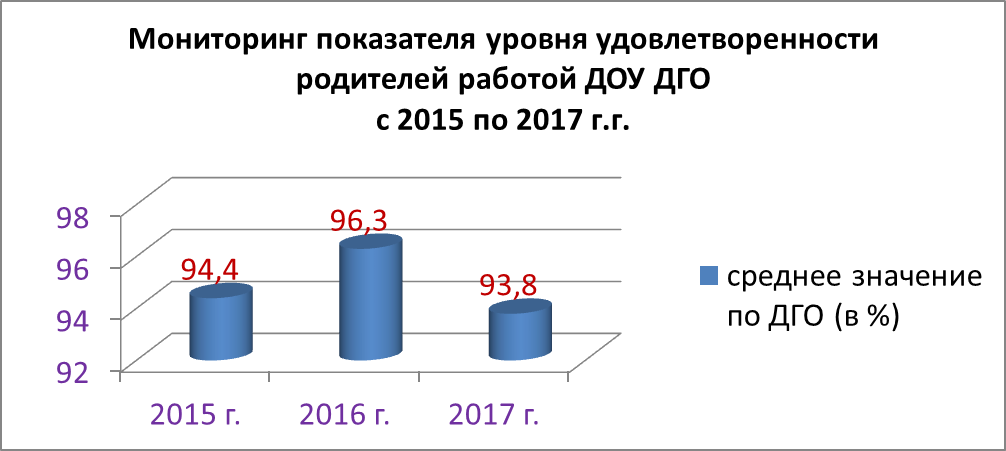 Мониторинг показателя уровня удовлетворенности
родителей работой ДОУ ДГО
с 2015 по 2017 г.г.
98
96
94
92
94,4
96,3
93,8
2015 г.
2016 г.
2017 г.
среднее значение
по ДГО (в %)